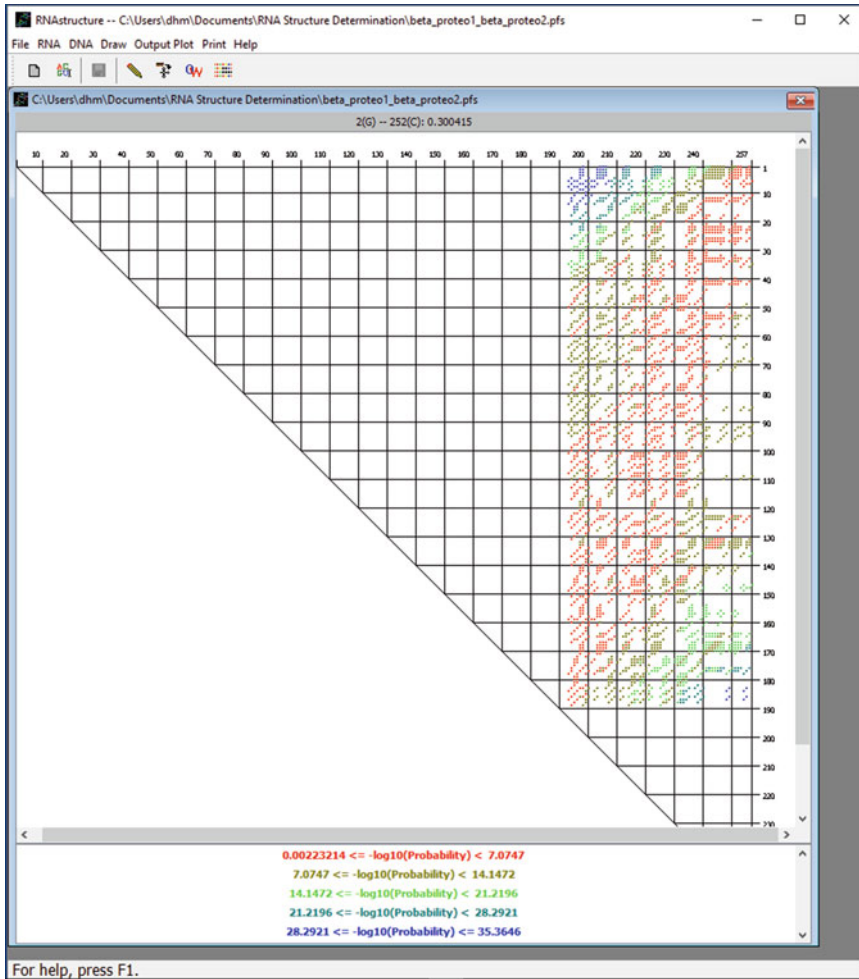 RNAstructure -- C:\Users\dhm\Documents\RNA Structure Determination\beta_proteo1_beta_proteo2.pfs
File RNA DNA Draw Output Plot Print Help
C:\Users\dhm\Documents\RNA Structure Determination\beta_proteo1_beta_proteo2.pfs
2(G) -- 252(C): 0.300415
10 20 30 40 50 60 70 80 90 100 110 120 130 140 150 160 170 180 190 200 210 220 230 240 257
1
10
20
30
40
50
60
70
80
90
100
110
120
130
140
150
160
170
180
190
200
210
220
230
0.00223214 <= -log10(Probability) < 7.0747
7.0747 <= -log10(Probability) < 14.1472
14.1472 <= -log10(Probability) < 21.2196
21.2196 <= -log10(Probability) < 28.2921
28.2921 <= -log10(Probability) <= 35.3646
For help, press F1.